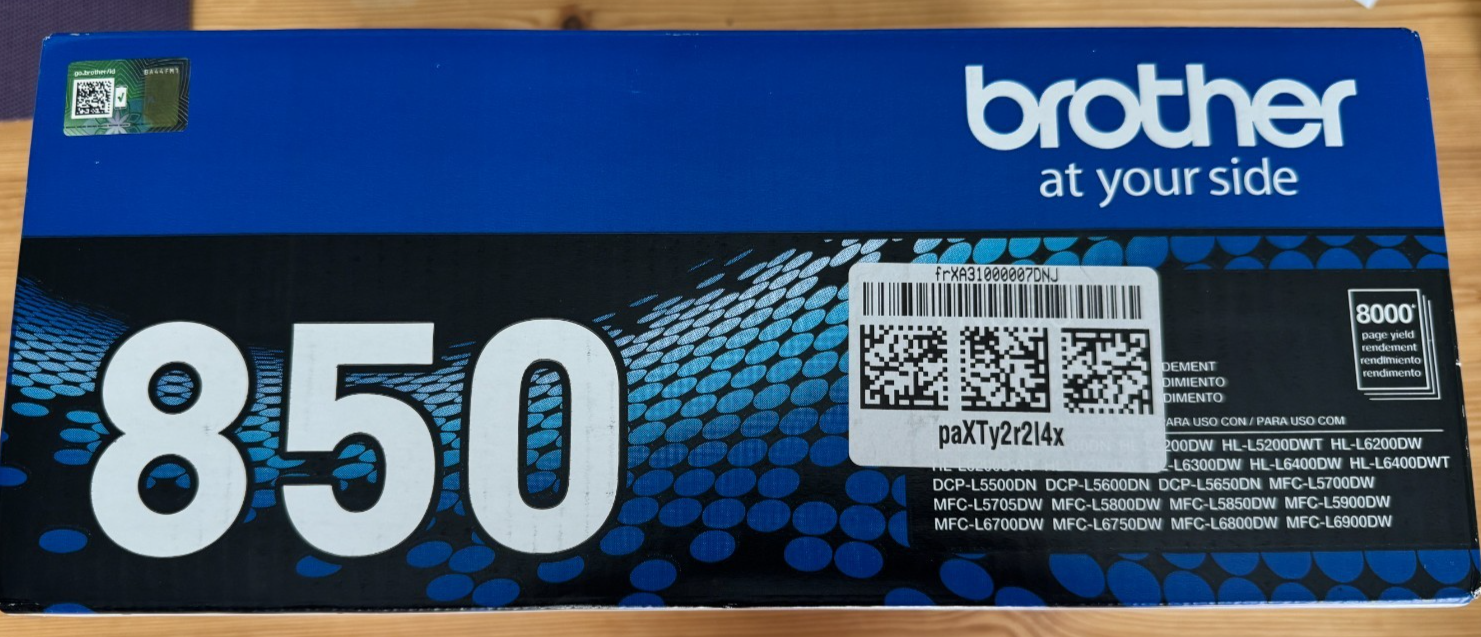 go.brother/id
brother
at your side
850
frXA31000007DNJ
paXTy2r2l4x
8000*
page yield
rendement
rendimiento
rendimento
DEMENT
DIMIENTO
DIMENTO
ARA USO CON / PARA USO COM
200DW HL-L5200DWT HL-L6200DW
HL-L6300DW HL-L6400DW HL-L6400DWT
DCP-L5500DN DCP-L5600DN DCP-L5650DN MFC-L5700DW
MFC-L5705DW MFC-L5800DW MFC-L5850DW MFC-L5900DW
MFC-L6700DW MFC-L6750DW MFC-L6800DW MFC-L6900DW